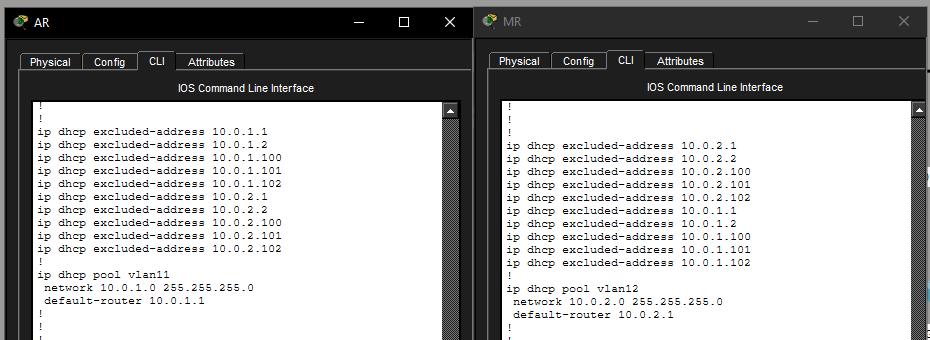 AR
Physical
Config
CLI
Attributes
IOS Command Line Interface
!
!
ip dhcp excluded-address 10.0.1.1
ip dhcp excluded-address 10.0.1.2
ip dhcp excluded-address 10.0.1.100
ip dhcp excluded-address 10.0.1.101
ip dhcp excluded-address 10.0.1.102
ip dhcp excluded-address 10.0.2.1
ip dhcp excluded-address 10.0.2.2
ip dhcp excluded-address 10.0.2.100
ip dhcp excluded-address 10.0.2.101
ip dhcp excluded-address 10.0.2.102
!
ip dhcp pool vlan11
 network 10.0.1.0 255.255.255.0
 default-router 10.0.1.1
!
!
!
MR
Physical
Config
CLI
Attributes
IOS Command Line Interface
!
!
!
ip dhcp excluded-address 10.0.2.1
ip dhcp excluded-address 10.0.2.2
ip dhcp excluded-address 10.0.2.100
ip dhcp excluded-address 10.0.2.101
ip dhcp excluded-address 10.0.2.102
ip dhcp excluded-address 10.0.1.1
ip dhcp excluded-address 10.0.1.2
ip dhcp excluded-address 10.0.1.100
ip dhcp excluded-address 10.0.1.101
ip dhcp excluded-address 10.0.1.102
!
ip dhcp pool vlan12
 network 10.0.2.0 255.255.255.0
 default-router 10.0.2.1
!
!